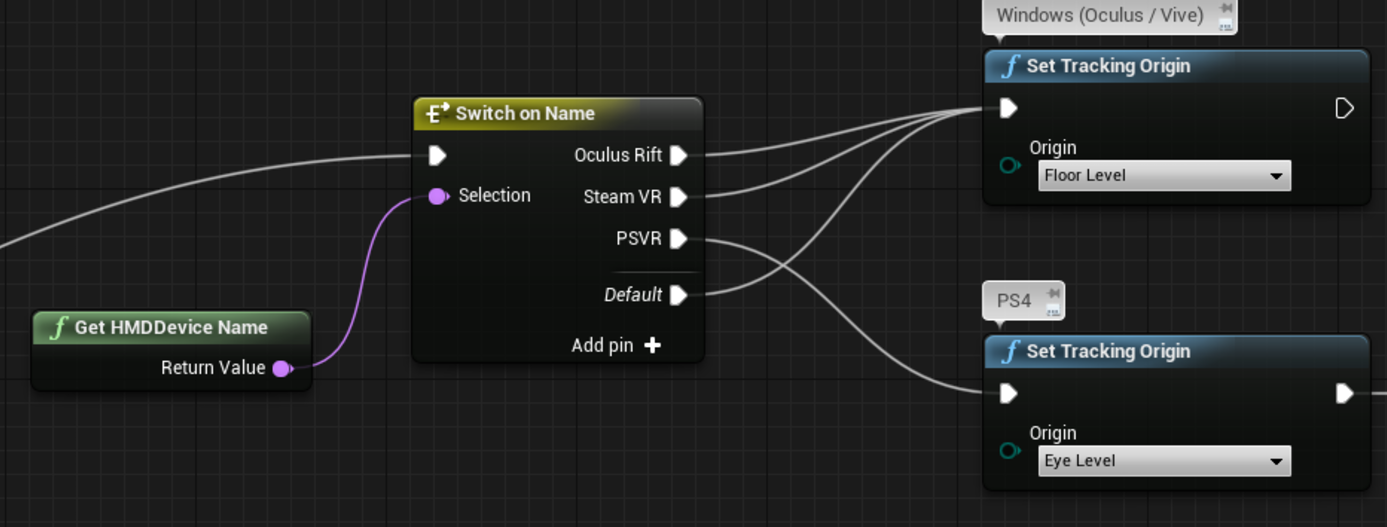 Windows (Oculus / Vive)
f Set Tracking Origin
Origin
Floor Level
Switch on Name
Oculus Rift
Selection
Steam VR
PSVR
Default
Add pin +
f Get HMDDevice Name
Return Value
PS4
f Set Tracking Origin
Origin
Eye Level